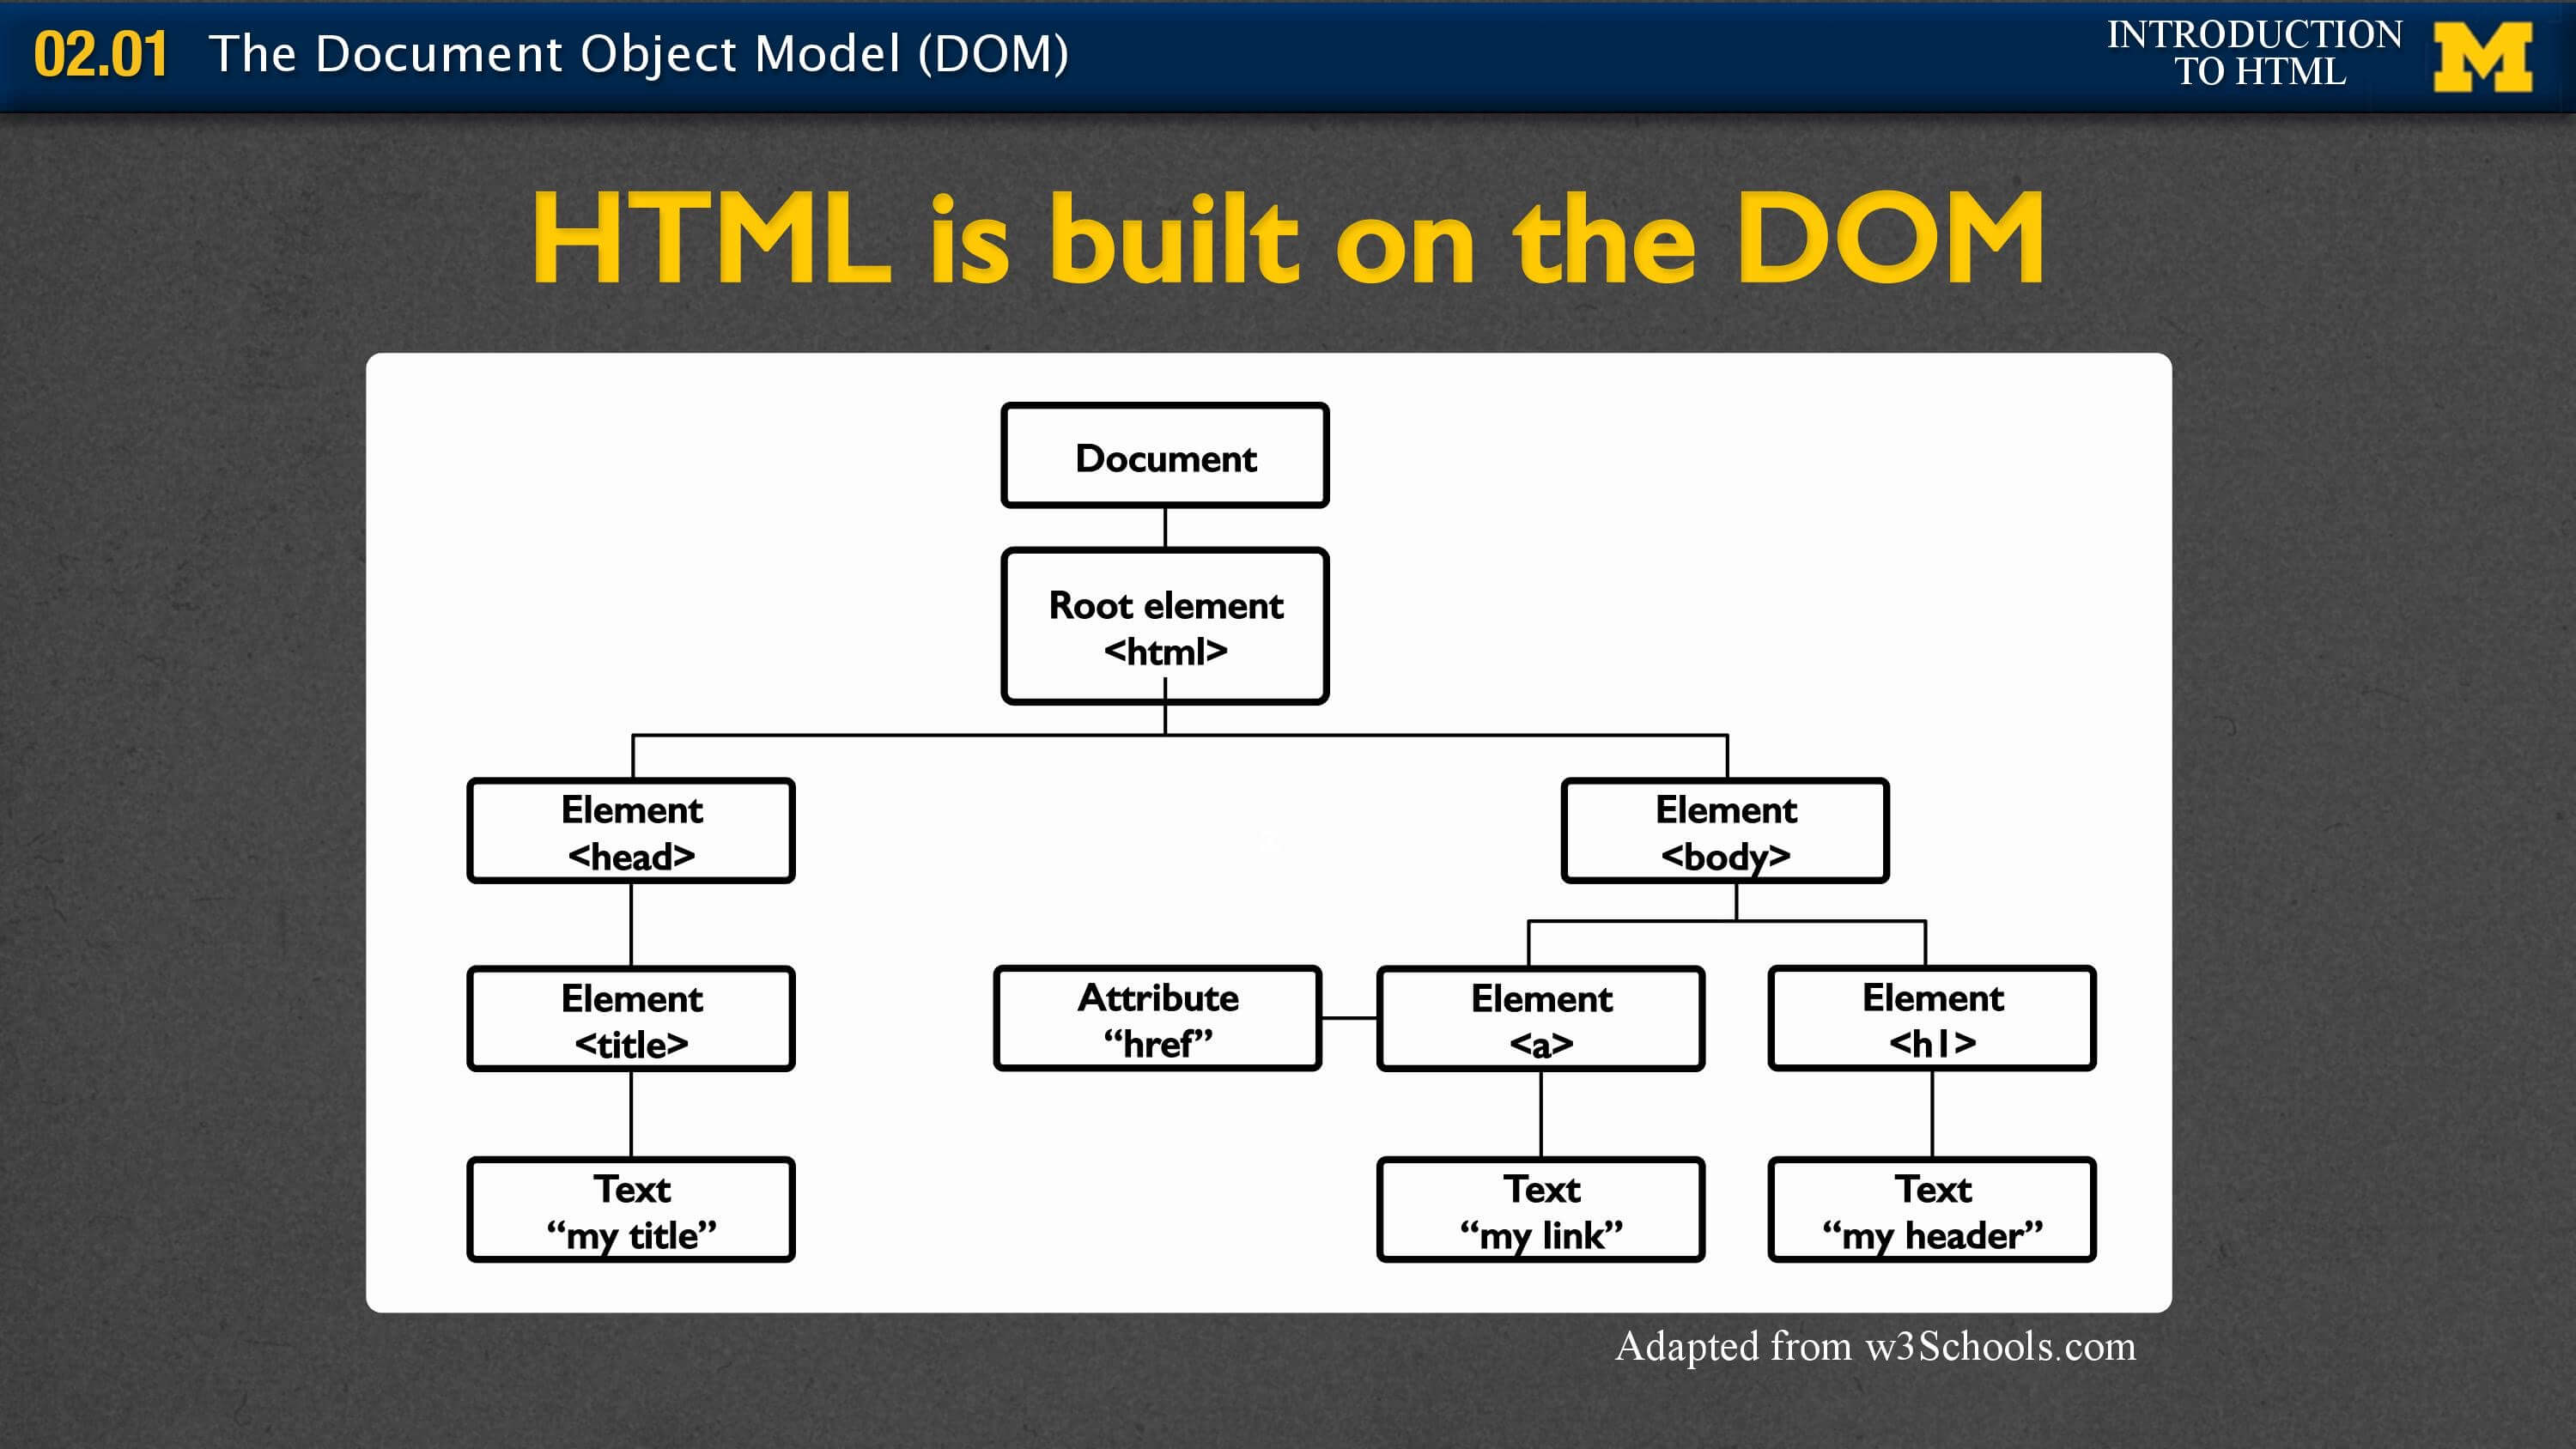 02.01 The Document Object Model (DOM)
INTRODUCTION
TO HTML
M
HTML is built on the DOM
Document
Root element
<html>
Element
<head>
Element
<body>
Element
<title>
Attribute
“href”
Element
<a>
Element
<h1>
Text
“my title”
Text
“my link”
Text
“my header”
Adapted from w3Schools.com